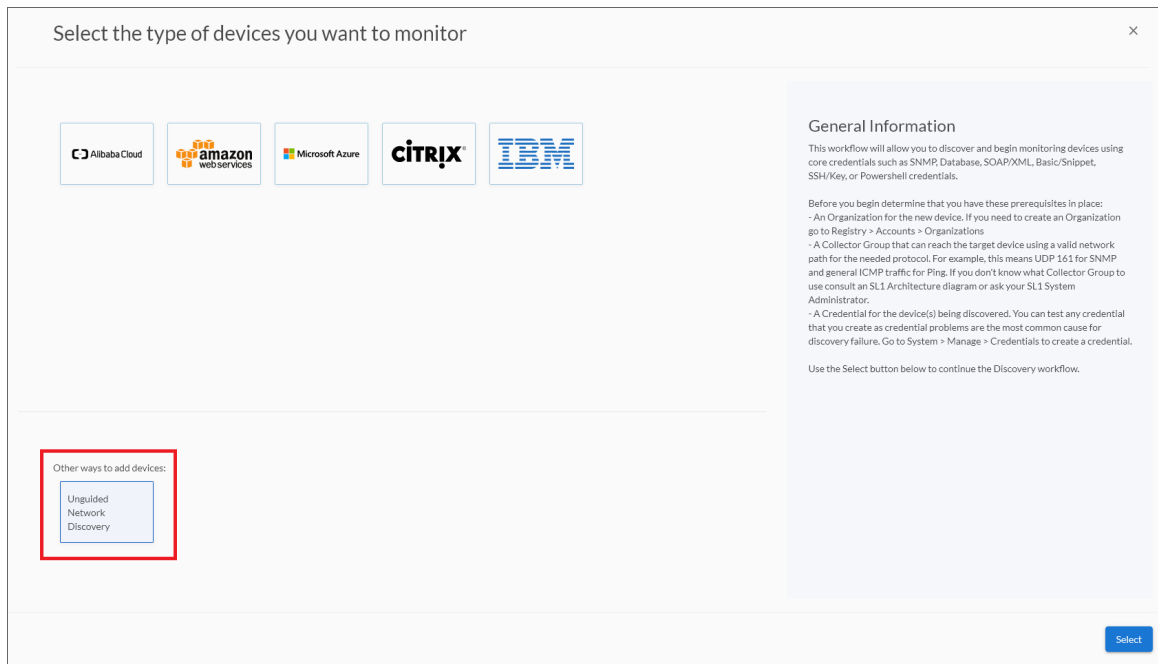 Select the type of devices you want to monitor
×
Alibaba Cloud
amazon
webservices
Microsoft Azure
CİTRIX®
IBM
General Information
This workflow will allow you to discover and begin monitoring devices using
core credentials such as SNMP, Database, SOAP/XML, Basic/Snippet,
SSH/Key, or Powershell credentials.
Before you begin determine that you have these prerequisites in place:
- An Organization for the new device. If you need to create an Organization
go to Registry > Accounts > Organizations
- A Collector Group that can reach the target device using a valid network
path for the needed protocol. For example, this means UDP 161 for SNMP
and general ICMP traffic for Ping. If you don't know what Collector Group to
use consult an SL1 Architecture diagram or ask your SL1 System
Administrator.
- A Credential for the device(s) being discovered. You can test any credential
that you create as credential problems are the most common cause for
discovery failure. Go to System > Manage > Credentials to create a credential.
Use the Select button below to continue the Discovery workflow.
Other ways to add devices:
Unguided
Network
Discovery
Select